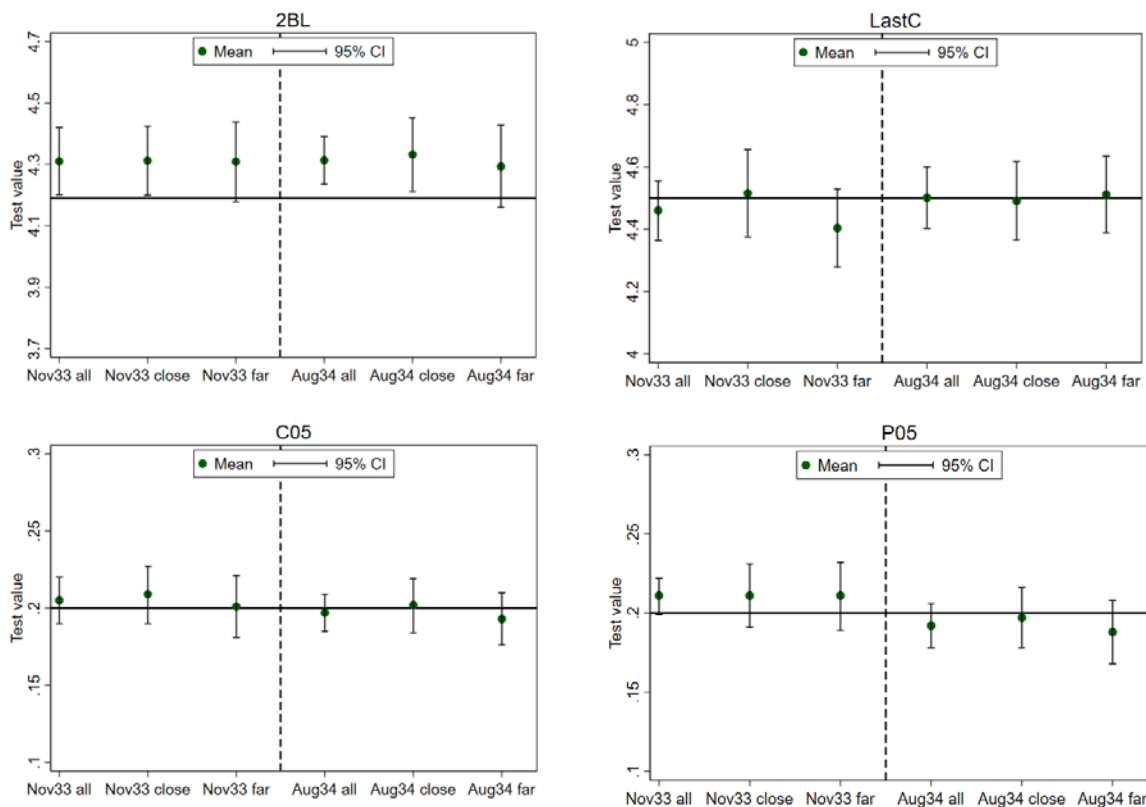 2BL
Mean 95% CI
Test value
4.7
4.5
4.3
4.1
3.9
3.7
Nov33 all Nov33 close Nov33 far Aug34 all Aug34 close Aug34 far
LastC
Mean 95% CI
Test value
5
4.8
4.6
4.4
4.2
4
Nov33 all Nov33 close Nov33 far Aug34 all Aug34 close Aug34 far
C05
Mean 95% CI
Test value
.3
.25
.2
.15
.1
Nov33 all Nov33 close Nov33 far Aug34 all Aug34 close Aug34 far
P05
Mean 95% CI
Test value
.3
.25
.2
.15
.1
Nov33 all Nov33 close Nov33 far Aug34 all Aug34 close Aug34 far